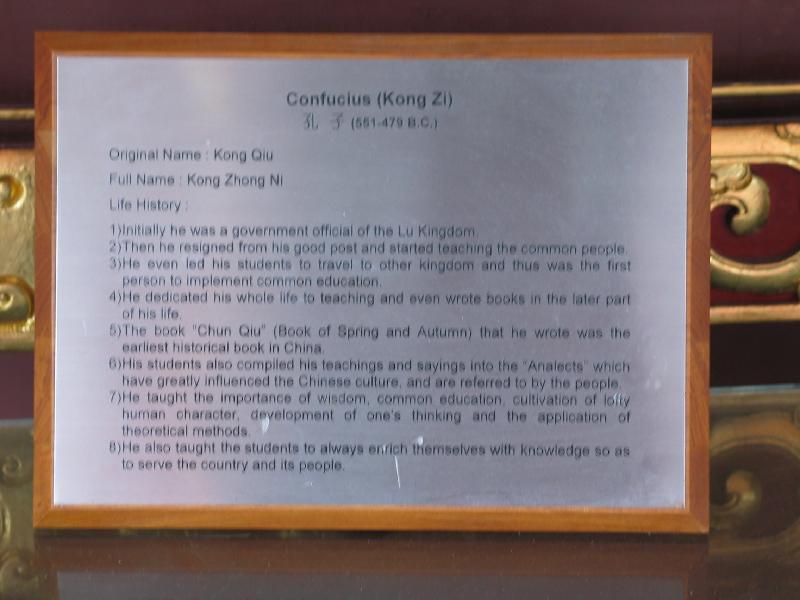 Confucius (Kong Zi)
孔 子 (551-479 B.C.)
Original Name : Kong Qiu
Full Name : Kong Zhong Ni
Life History :
1)Initially he was a government official of the Lu Kingdom.
2)Then he resigned from his good post and started teaching the common people.
3)He even led his students to travel to other kingdom and thus was the first
person to implement common education.
4)He dedicated his whole life to teaching and even wrote books in the later part
of his life.
5)The book "Chun Qiu" (Book of Spring and Autumn) that he wrote was the
earliest historical book in China.
6)His students also compiled his teachings and sayings into the "Analects" which
have greatly influenced the Chinese culture, and are referred to by the people.
7)He taught the importance of wisdom, common education, cultivation of lofty
human character, development of one's thinking and the application of
theoretical methods.
8)He also taught the students to always enrich themselves with knowledge so as
to serve the country and its people.